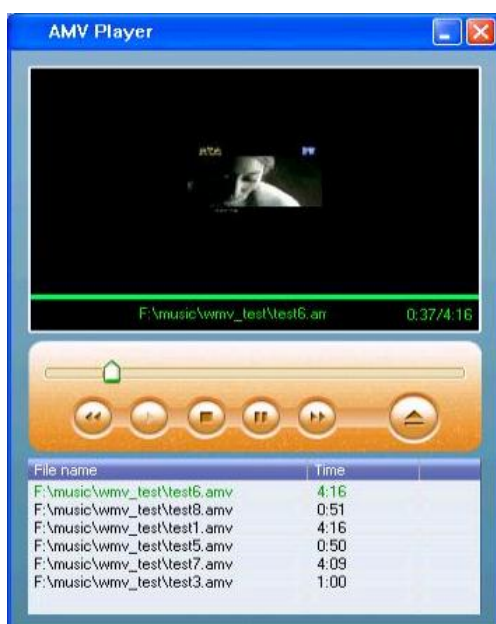 AMV Player
F:\music\wmv_test\test6.am
0:37/4:16
File name Time
F:\music\wmv_test\test6.amv 4:16
F:\music\wmv_test\test8.amv 0:51
F:\music\wmv_test\test1.amv 4:16
F:\music\wmv_test\test5.amv 0:50
F:\music\wmv_test\test7.amv 4:09
F:\music\wmv_test\test3.amv 1:00